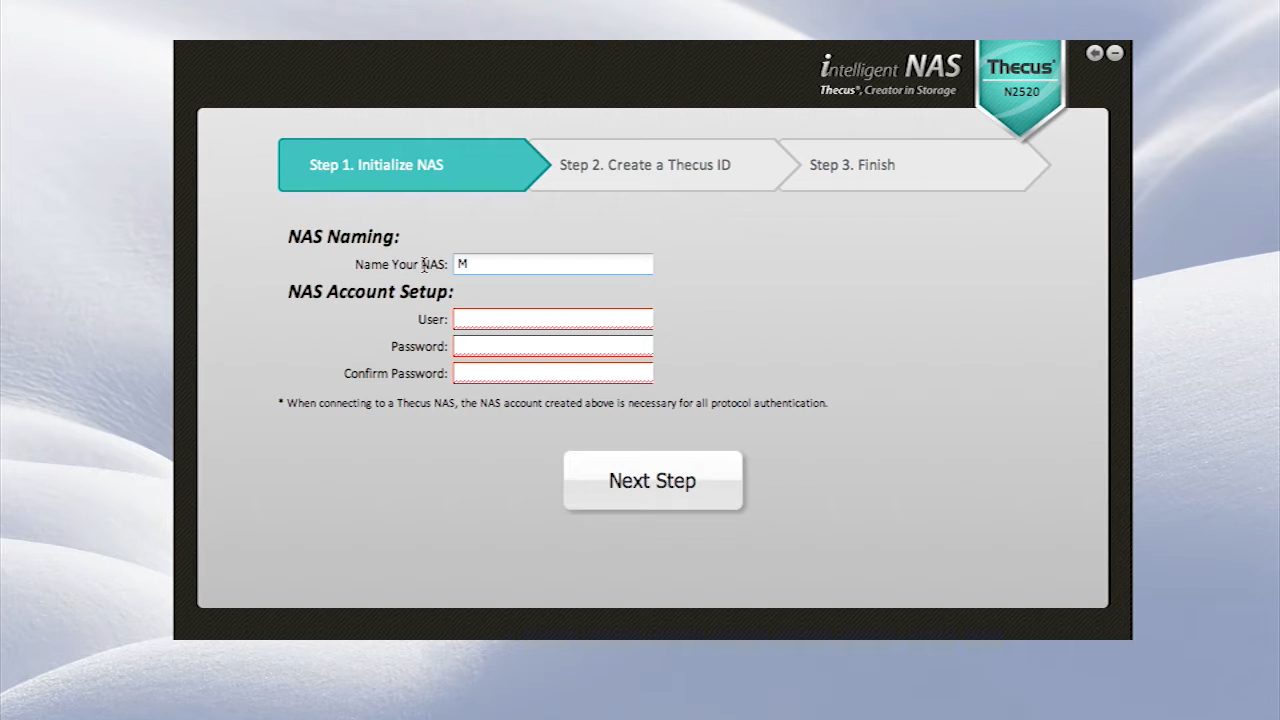 intelligent NAS
Thecus®, Creator in Storage
Thecus®
N2520
Step 1. Initialize NAS
Step 2. Create a Thecus ID
Step 3. Finish
NAS Naming:
Name Your NAS: M
NAS Account Setup:
User:
Password:
Confirm Password:
* When connecting to a Thecus NAS, the NAS account created above is necessary for all protocol authentication.
Next Step